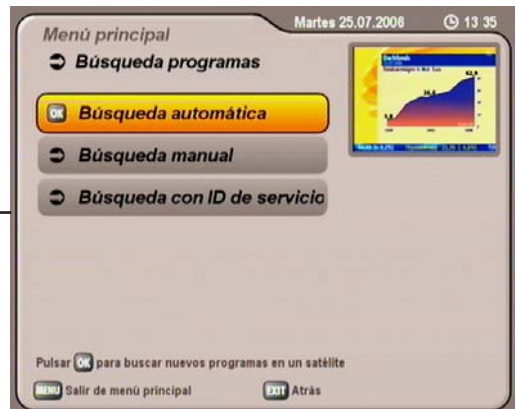 Martes 25.07.2006 13 35
Menú principal
Búsqueda programas
OK Búsqueda automática
Búsqueda manual
Búsqueda con ID de servicio
Pulsar OK para buscar nuevos programas en un satélite
MENU Salir de menú principal EXIT Atrás